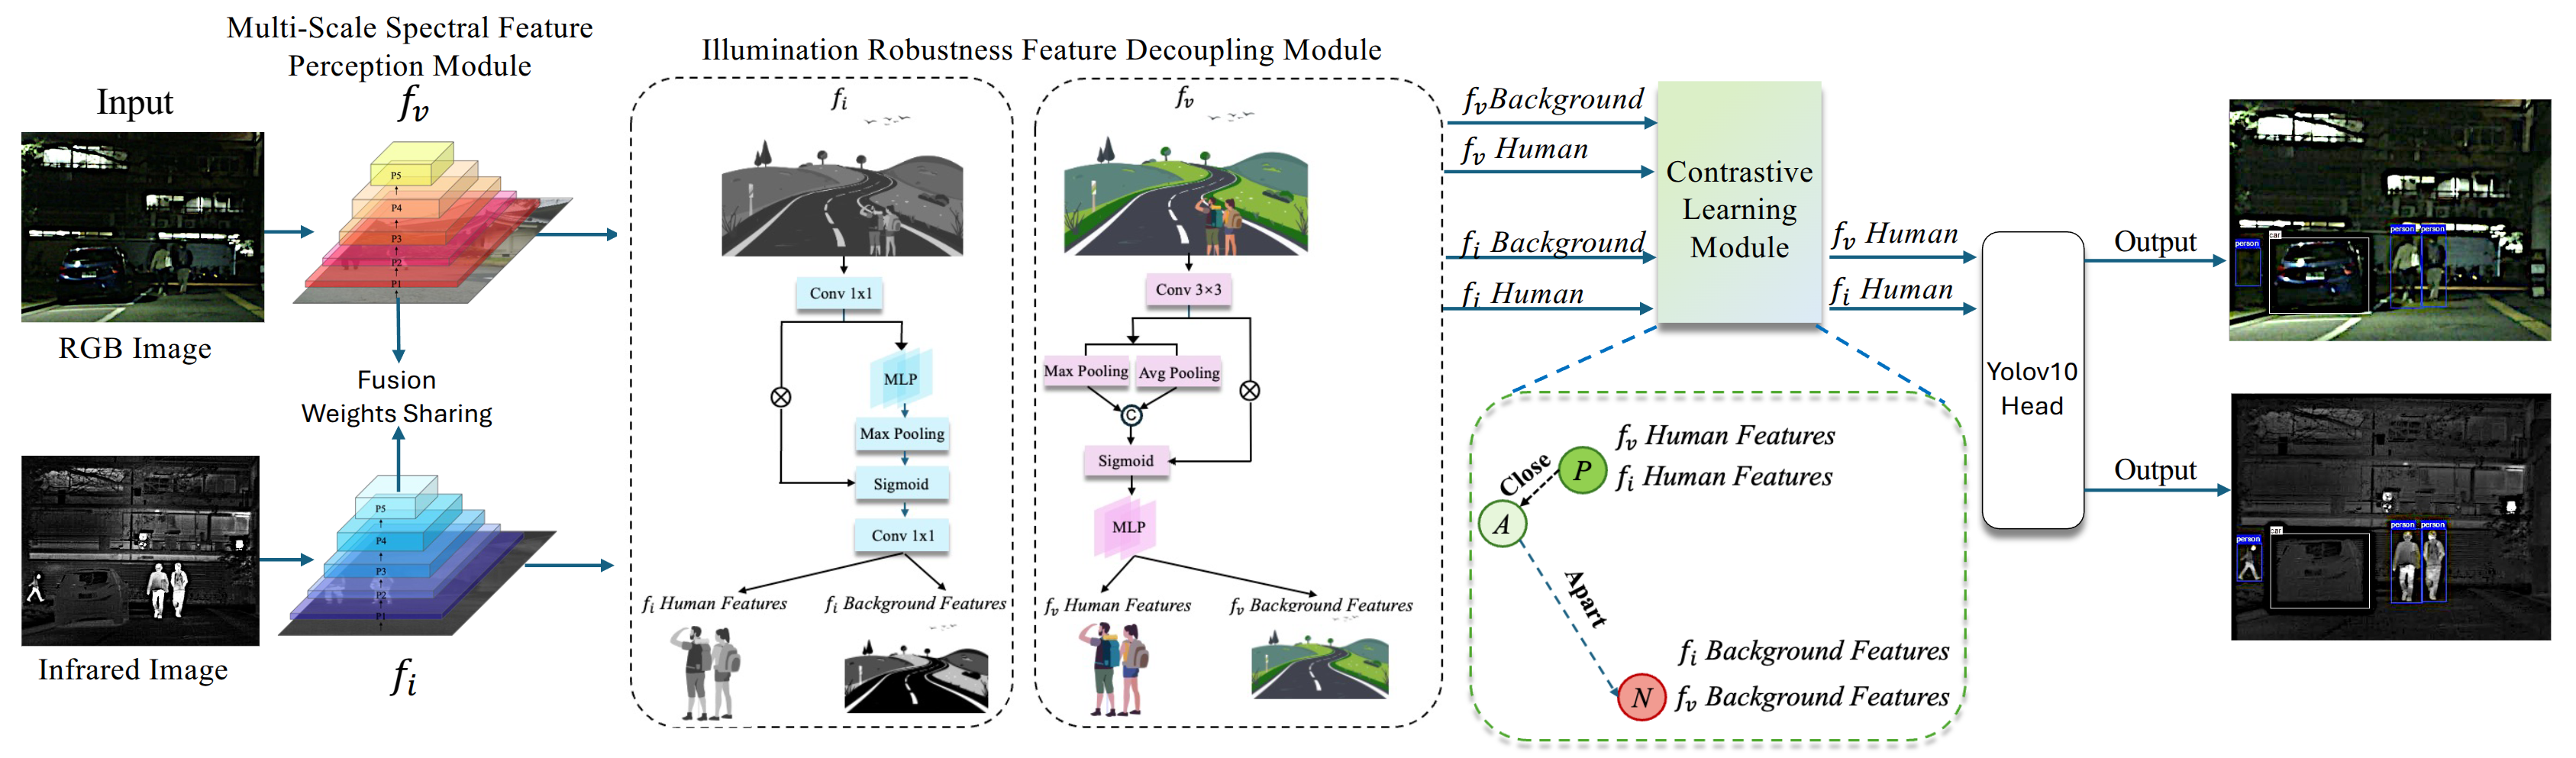 Multi-Scale Spectral Feature
Perception Module
Input
f_v
P5
P4
P3
P2
P1
RGB Image
Fusion
Weights Sharing
P5
P4
P3
P2
P1
Infrared Image
f_i
Illumination Robustness Feature Decoupling Module
f_i
Conv 1x1
MLP
Max Pooling
Sigmoid
Conv 1x1
f_i Human Features
f_i Background Features
f_v
Conv 3×3
Max Pooling
Avg Pooling
C
Sigmoid
MLP
f_v Human Features
f_v Background Features
f_v Background
f_v Human
f_i Background
f_i Human
Contrastive
Learning
Module
f_v Human
f_i Human
P
f_v Human Features
f_i Human Features
Close
A
Apart
N
f_i Background Features
f_v Background Features
Yolov10
Head
Output
Output
person
car
person
person
person
car
person
person